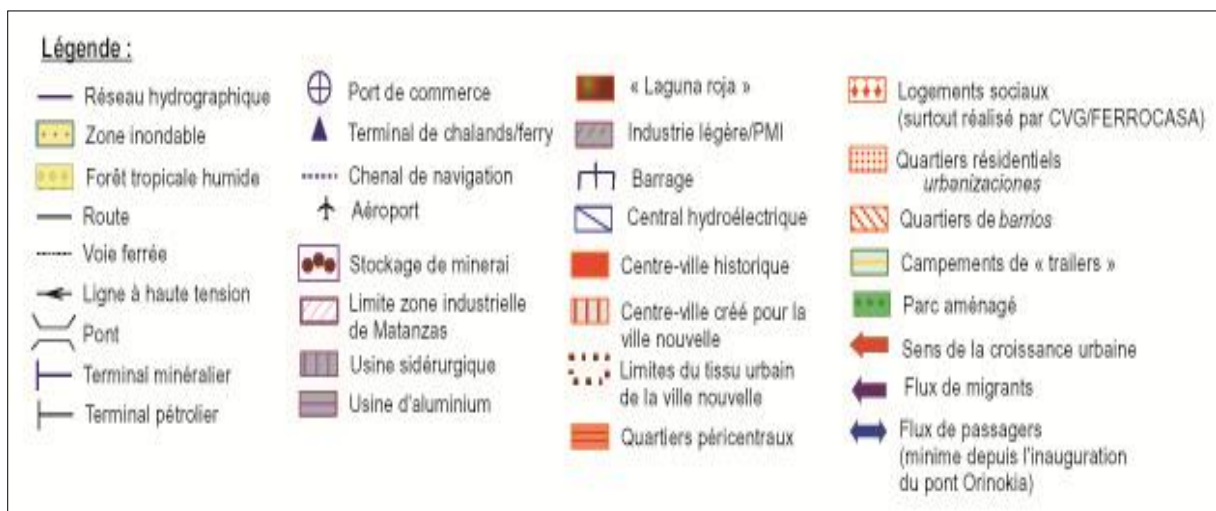 Légende :
Réseau hydrographique
Zone inondable
Forêt tropicale humide
Route
Voie ferrée
Ligne à haute tension
Pont
Terminal minéralier
Terminal pétrolier
Port de commerce
Terminal de chalands/ferry
Chenal de navigation
Aéroport
Stockage de minerai
Limite zone industrielle
de Matanzas
Usine sidérurgique
Usine d'aluminium
« Laguna roja »
Industrie légère/PMI
Barrage
Central hydroélectrique
Centre-ville historique
Centre-ville créé pour la
ville nouvelle
Limites du tissu urbain
de la ville nouvelle
Quartiers péricentraux
Logements sociaux
(surtout réalisé par CVG/FERROCASA)
Quartiers résidentiels
urbanizaciones
Quartiers de barrios
Campements de « trailers »
Parc aménagé
Sens de la croissance urbaine
Flux de migrants
Flux de passagers
(minime depuis l'inauguration
du pont Orinokia)